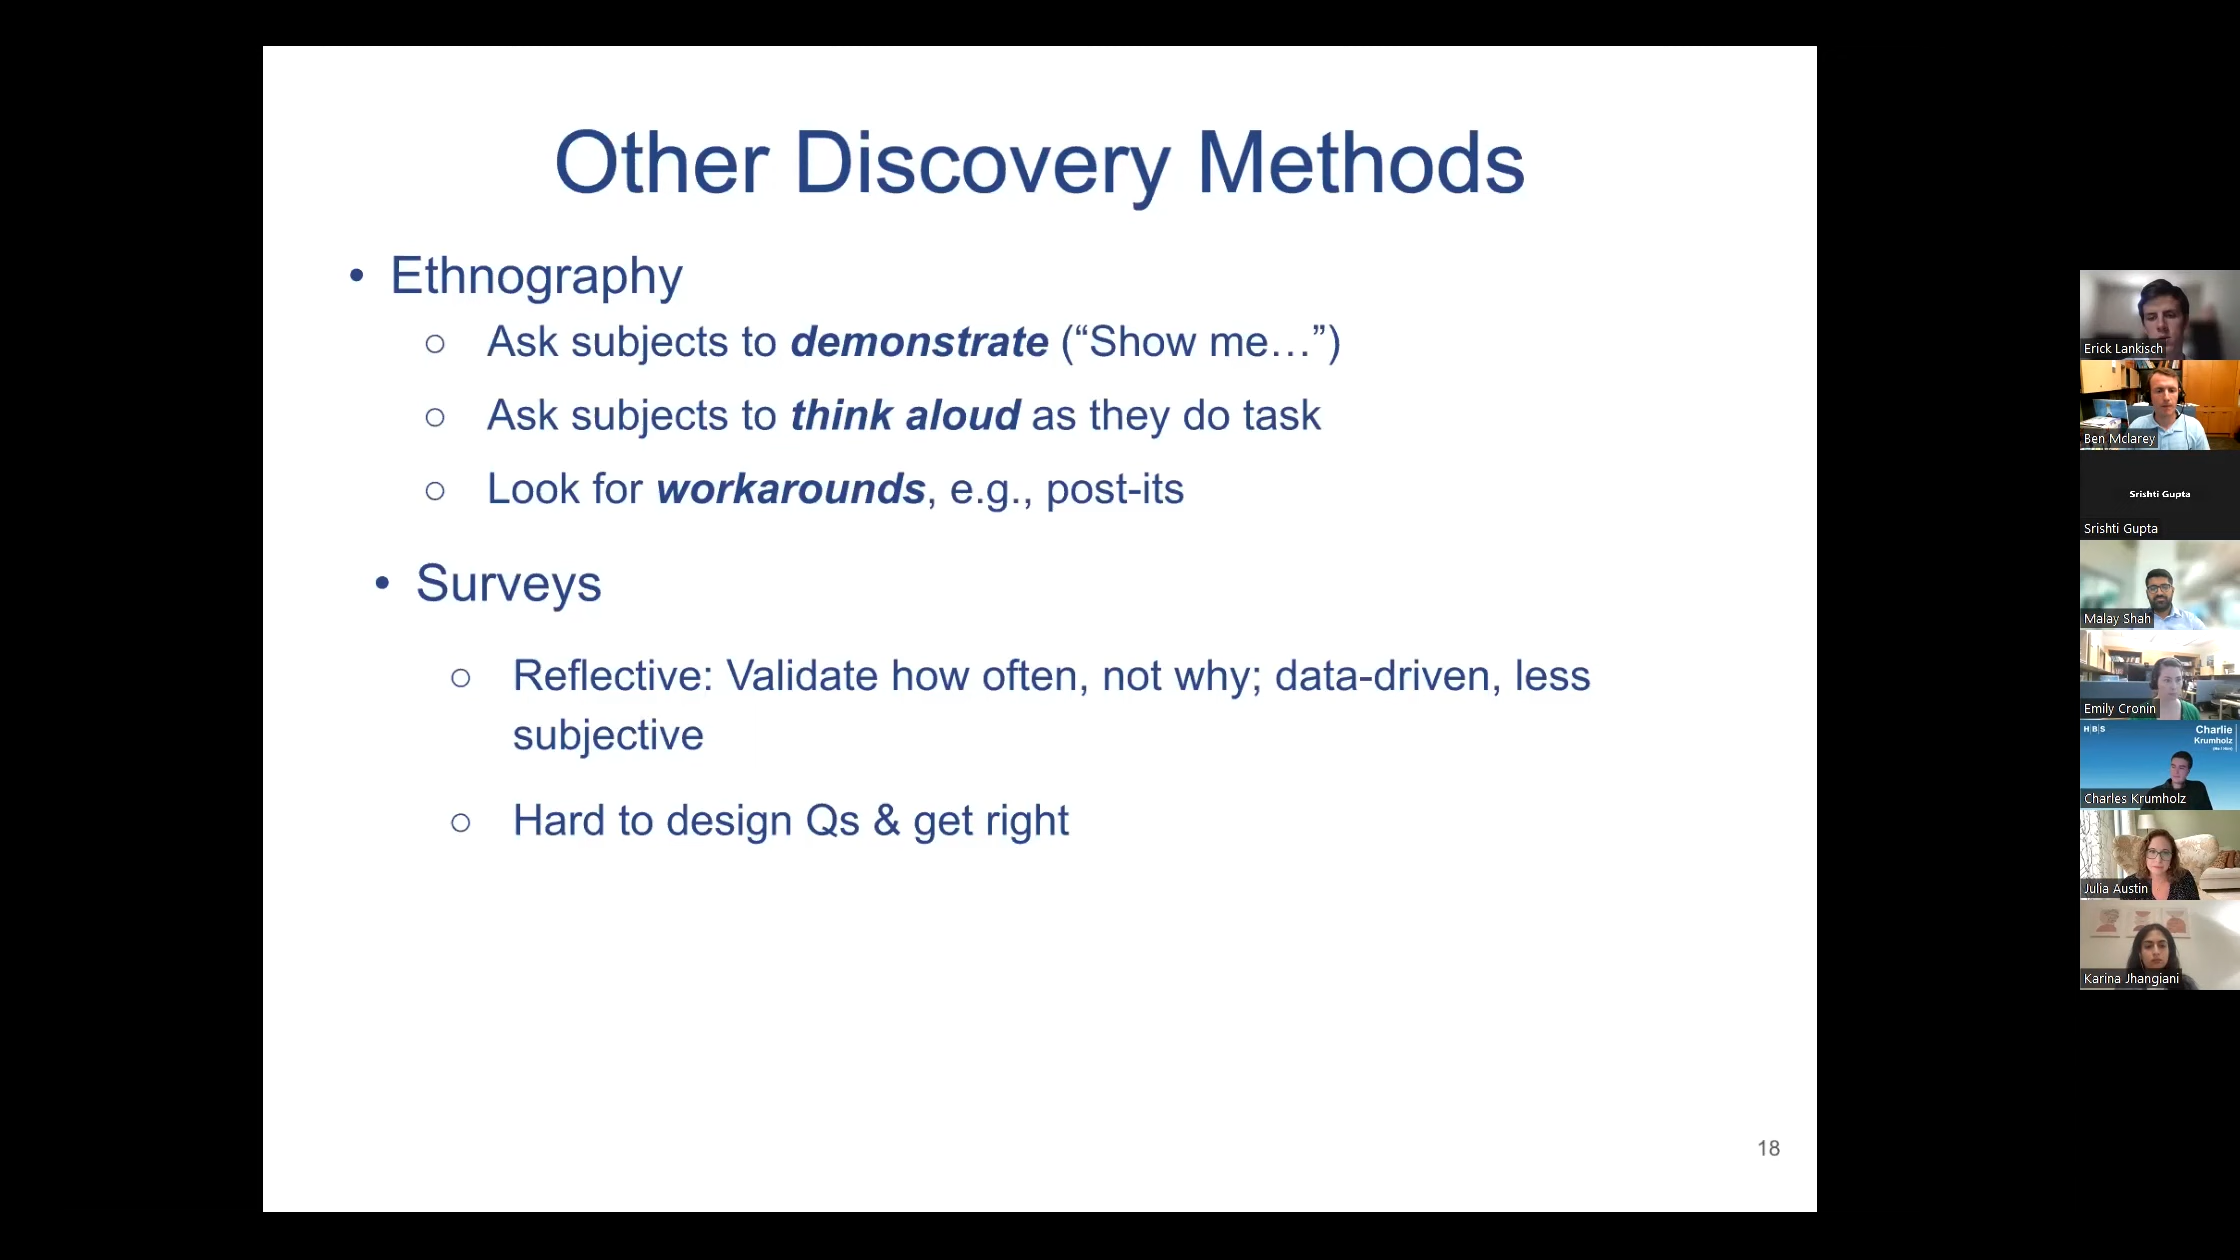 Other Discovery Methods
• Ethnography
○ Ask subjects to demonstrate (“Show me…”)
○ Ask subjects to think aloud as they do task
○ Look for workarounds, e.g., post-its
• Surveys
○ Reflective: Validate how often, not why; data-driven, less
subjective
○ Hard to design Qs & get right
18
Erick Lankisch
Ben Mclarey
Srishti Gupta
Srishti Gupta
Malay Shah
Emily Cronin
H|B|S
Charlie
Krumholz
Charles Krumholz
Julia Austin
Karina Jhangiani